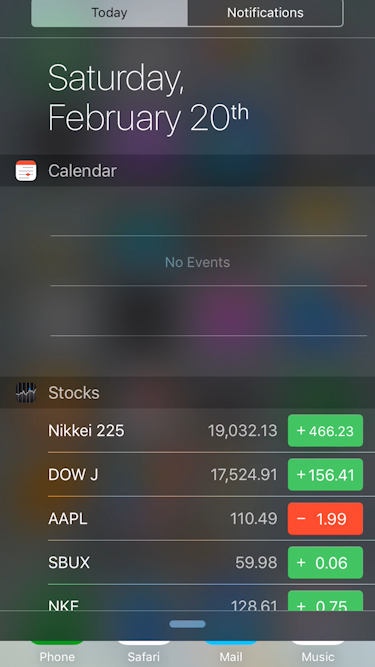 Today Notifications
Saturday,
February 20th
Calendar
No Events
Stocks
Nikkei 225 19,032.13 + 466.23
DOW J 17,524.91 +156.41
AAPL 110.49 − 1.99
SBUX 59.98 + 0.06
NKE 128.61 + 0.75
Phone Safari Mail Music